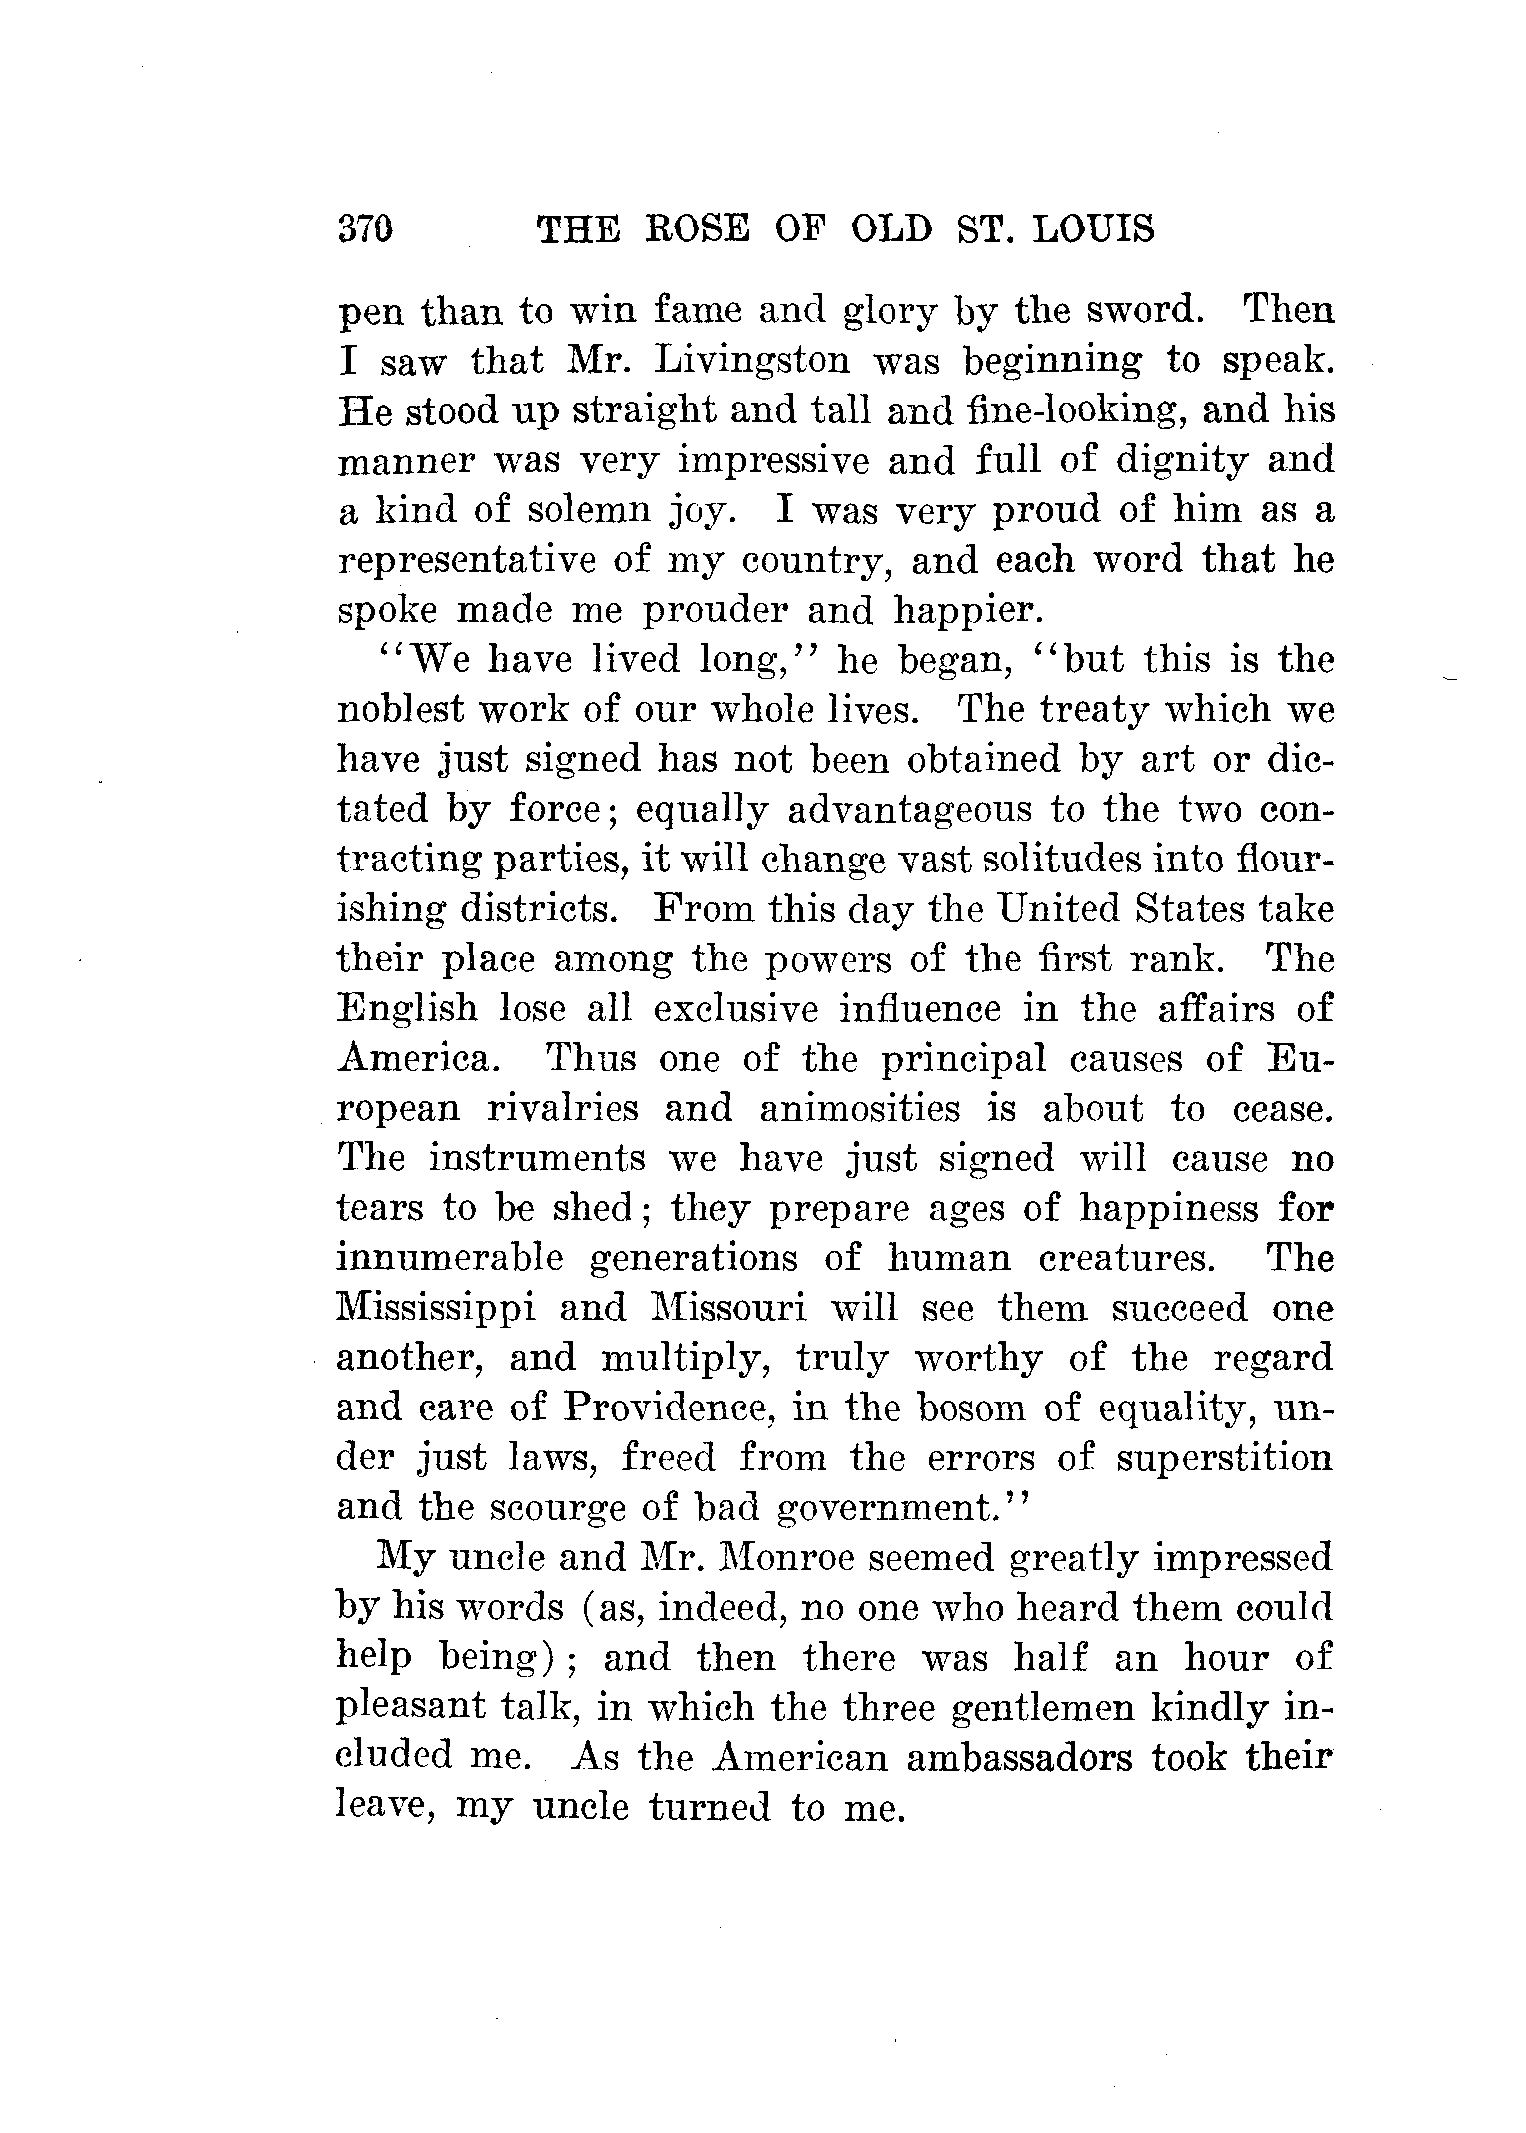 370 THE ROSE OF OLD ST. LOUIS
pen than to win fame and glory by the sword. Then
I saw that Mr. Livingston was beginning to speak.
He stood up straight and tall and fine-looking, and his
manner was very impressive and full of dignity and
a kind of solemn joy. I was very proud of him as a
representative of my country, and each word that he
spoke made me prouder and happier.
"We have lived long," he began, "but this is the
noblest work of our whole lives. The treaty which we
have just signed has not been obtained by art or dic-
tated by force; equally advantageous to the two con-
tracting parties, it will change vast solitudes into flour-
ishing districts. From this day the United States take
their place among the powers of the first rank. The
English lose all exclusive influence in the affairs of
America. Thus one of the principal causes of Eu-
ropean rivalries and animosities is about to cease.
The instruments we have just signed will cause no
tears to be shed; they prepare ages of happiness for
innumerable generations of human creatures. The
Mississippi and Missouri will see them succeed one
another, and multiply, truly worthy of the regard
and care of Providence, in the bosom of equality, un-
der just laws, freed from the errors of superstition
and the scourge of bad government."
My uncle and Mr. Monroe seemed greatly impressed
by his words (as, indeed, no one who heard them could
help being); and then there was half an hour of
pleasant talk, in which the three gentlemen kindly in-
cluded me. As the American ambassadors took their
leave, my uncle turned to me.